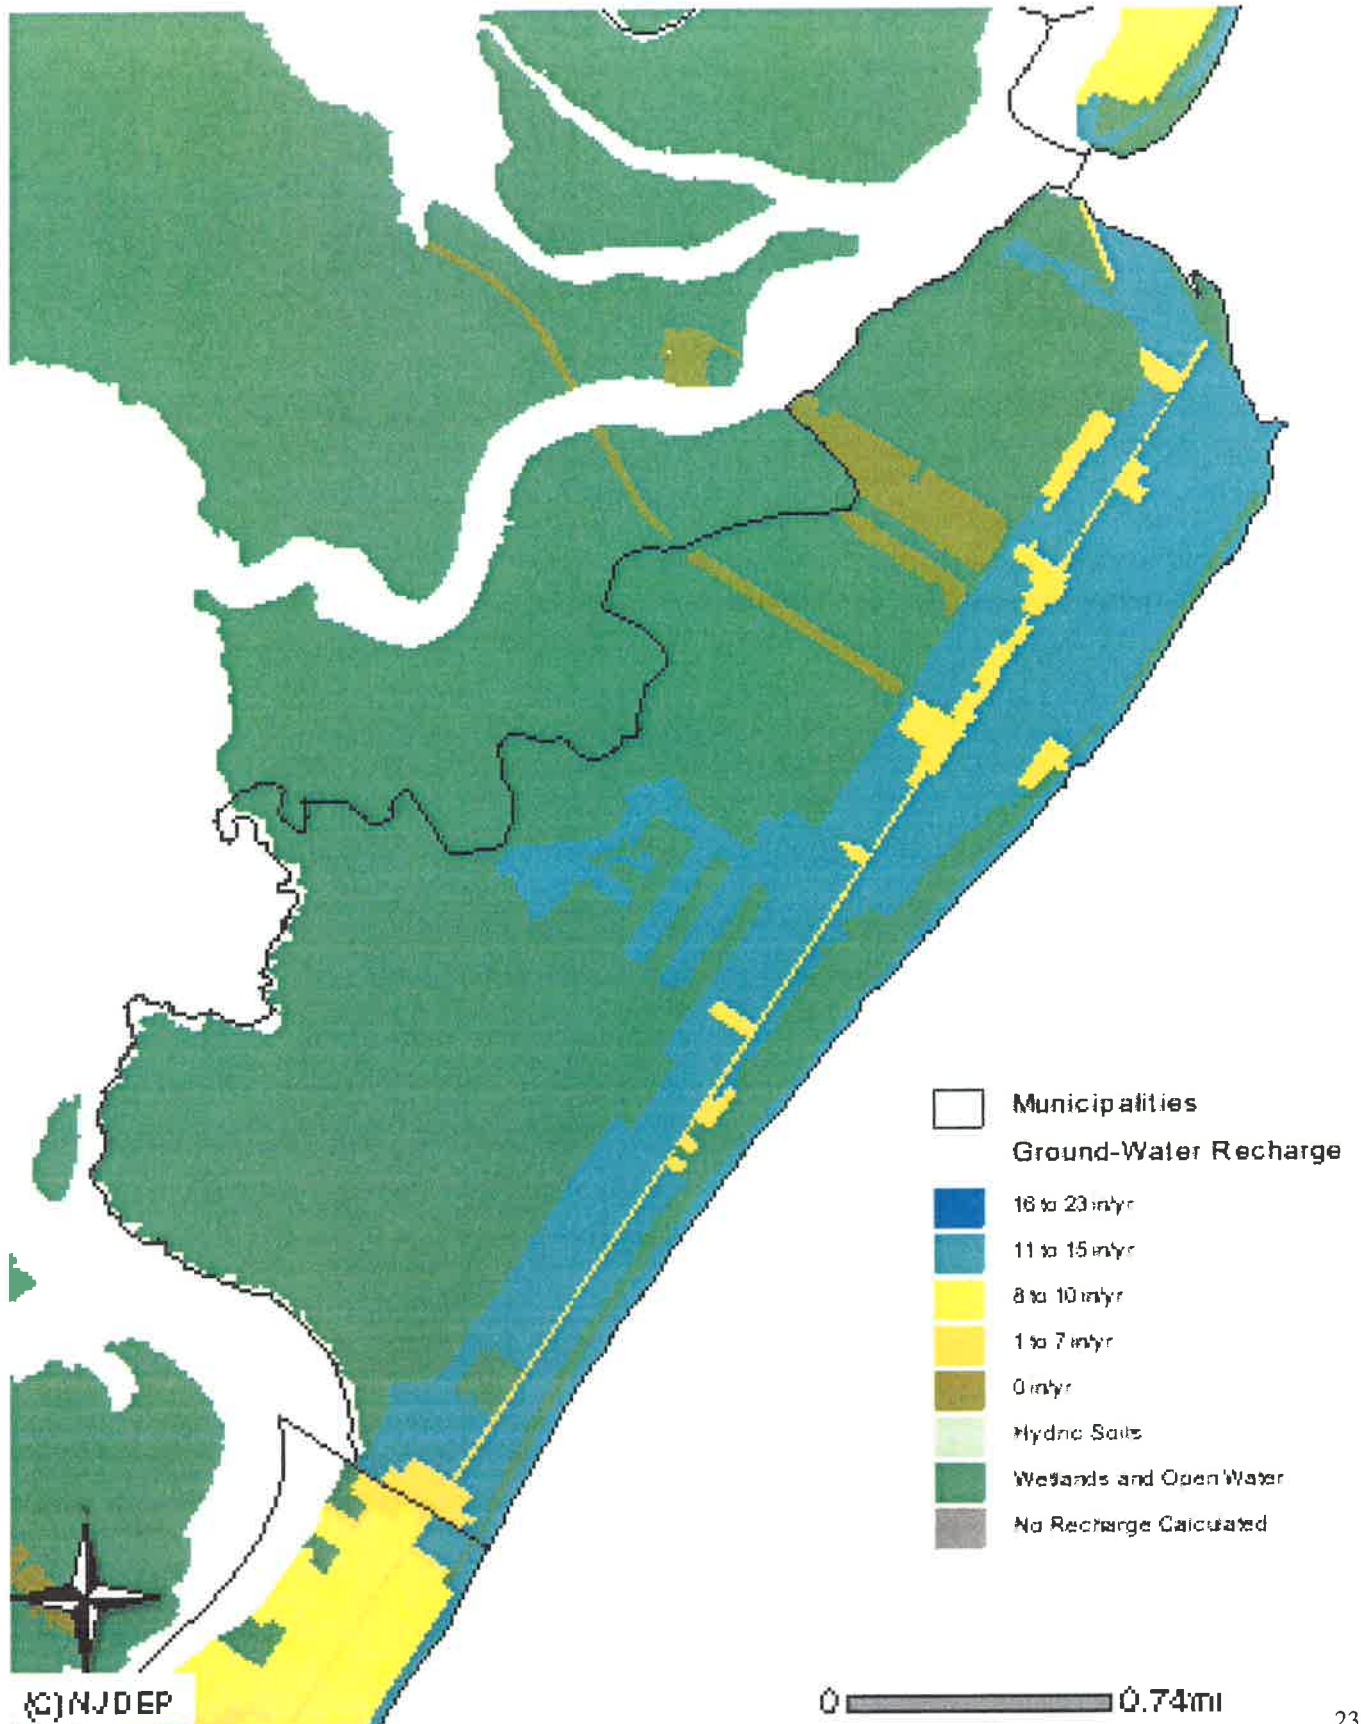 Municipalities
Ground-Water Recharge
16 to 23 in/yr
11 to 15 in/yr
8 to 10 in/yr
1 to 7 in/yr
0 in/yr
Hydric Soils
Wetlands and Open Water
No Recharge Calculated
(C)NJDEP
0 0.74mi
23